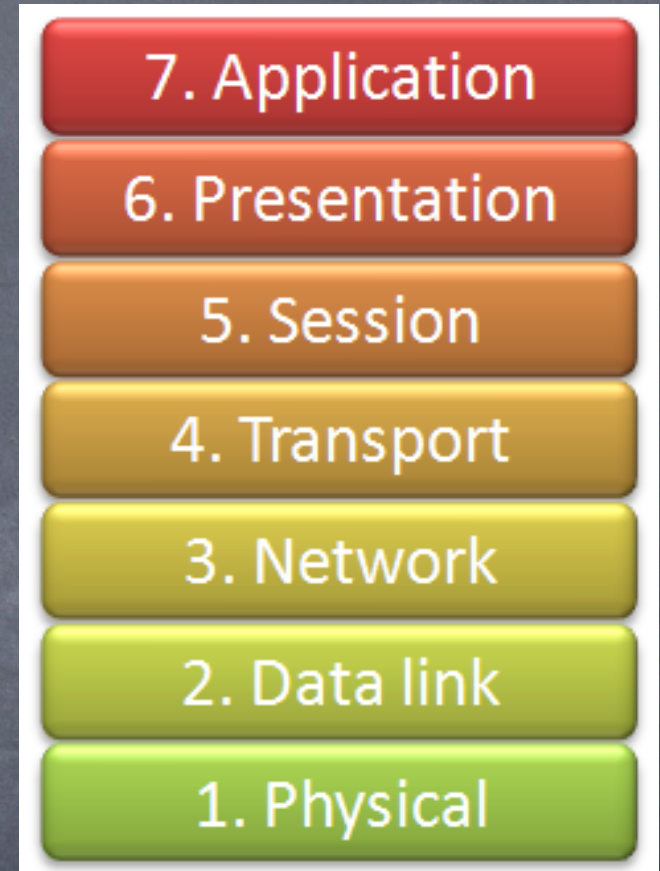 7. Application
6. Presentation
5. Session
4. Transport
3. Network
2. Data link
1. Physical